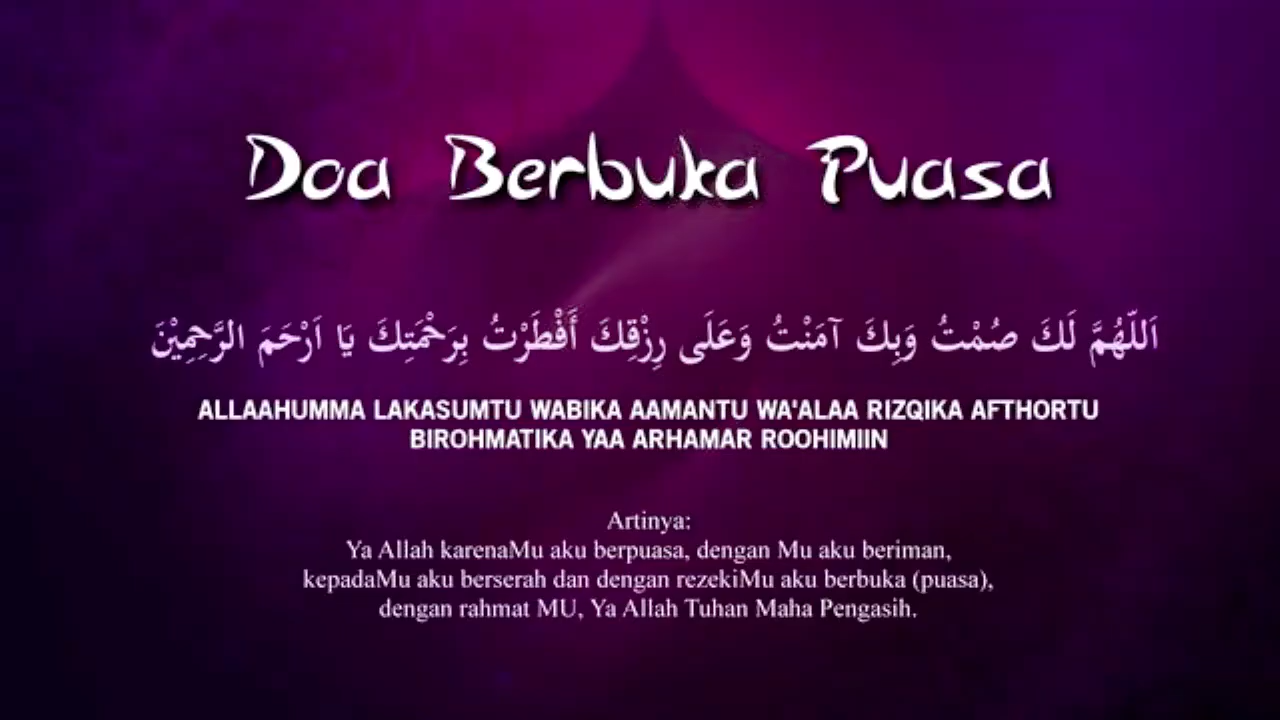 Doa Berbuka Puasa
اَللّٰهُمَّ لَكَ صُمْتُ وَبِكَ آمَنْتُ وَعَلَى رِزْقِكَ أَفْطَرْتُ بِرَحْمَتِكَ يَا اَرْحَمَ الرَّحِمِيْنَ
ALLAAHUMMA LAKASUMTU WABIKA AAMANTU WA'ALAA RIZQIKA AFTHORTU
BIROHMATIKA YAA ARHAMAR ROOHIMIIN
Artinya:
Ya Allah karenaMu aku berpuasa, dengan Mu aku beriman,
kepadaMu aku berserah dan dengan rezekiMu aku berbuka (puasa),
dengan rahmat MU, Ya Allah Tuhan Maha Pengasih.